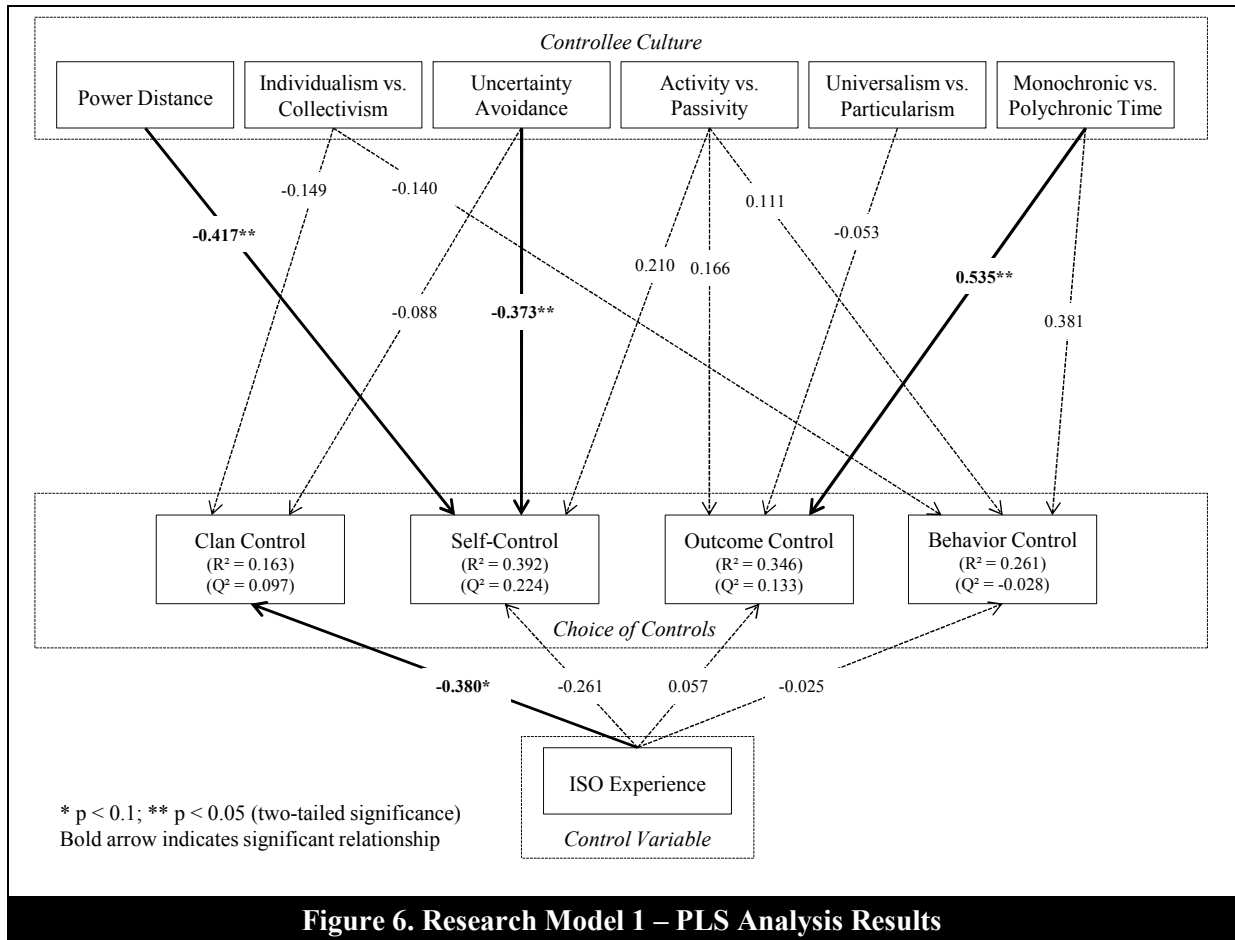 Controllee Culture
Power Distance
Individualism vs.
Collectivism
Uncertainty
Avoidance
Activity vs.
Passivity
Universalism vs.
Particularism
Monochronic vs.
Polychronic Time
-0.149
-0.140
0.111
-0.417**
-0.053
0.210
0.166
0.535**
-0.088
-0.373**
0.381
Clan Control
(R² = 0.163)
(Q² = 0.097)
Self-Control
(R² = 0.392)
(Q² = 0.224)
Outcome Control
(R² = 0.346)
(Q² = 0.133)
Behavior Control
(R² = 0.261)
(Q² = -0.028)
Choice of Controls
-0.380*
-0.261
0.057
-0.025
ISO Experience
Control Variable
* p < 0.1; ** p < 0.05 (two-tailed significance)
Bold arrow indicates significant relationship
Figure 6. Research Model 1 – PLS Analysis Results